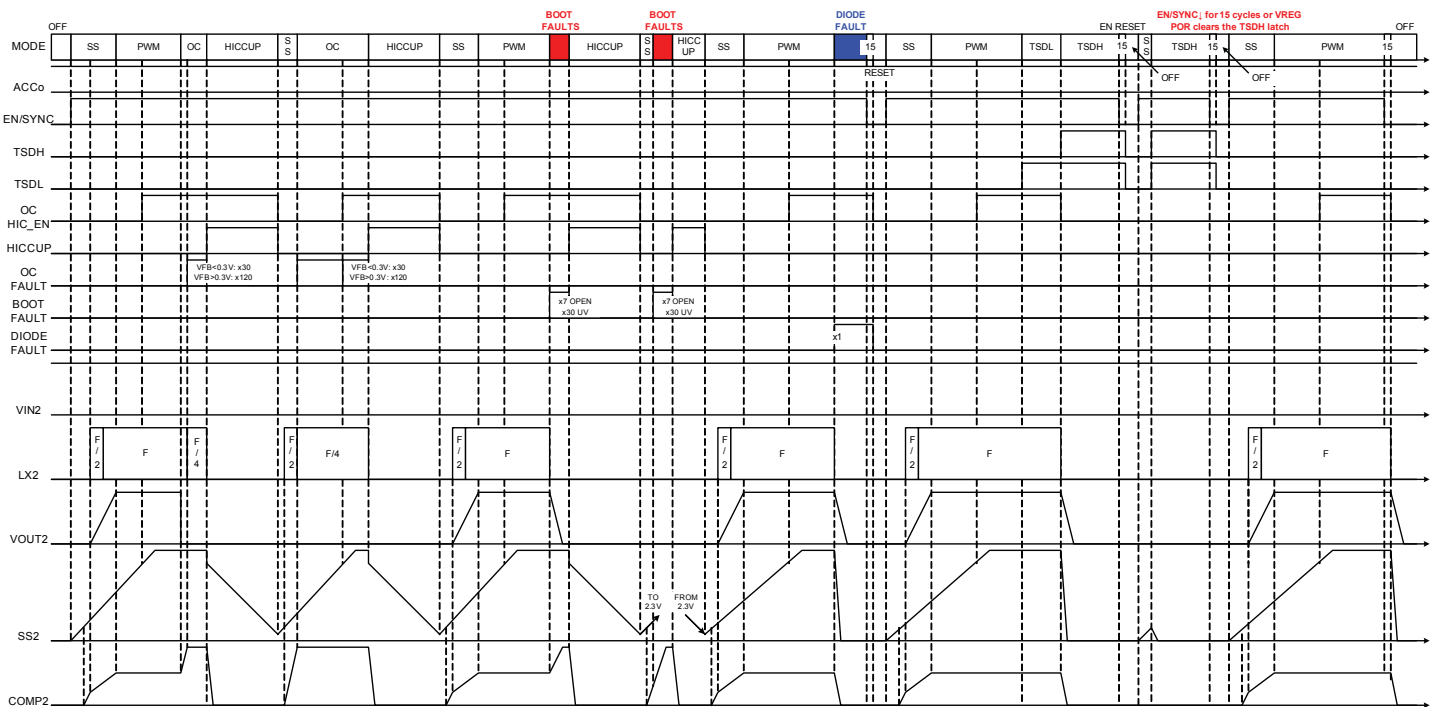 BOOT
FAULTS
BOOT
FAULTS
DIODE
FAULT
EN/SYNC↓ for 15 cycles or VREG
POR clears the TSDH latch
OFF
EN RESET
OFF
MODE
SS
PWM
OC
HICCUP
S
S
OC
HICCUP
SS
PWM
HICCUP
S
S
HICC
UP
SS
PWM
15
SS
PWM
TSDL
TSDH
15
S
S
TSDH
15
SS
PWM
15
RESET
OFF
OFF
ACCo
EN/SYNC
TSDH
TSDL
OC
HIC_EN
HICCUP
OC
FAULT
VFB<0.3V: x30
VFB>0.3V: x120
VFB<0.3V: x30
VFB>0.3V: x120
BOOT
FAULT
x7 OPEN
x30 UV
x7 OPEN
x30 UV
DIODE
FAULT
x1
VIN2
LX2
F
/
2
F
F
/
4
F
/
2
F/4
F
/
2
F
F
/
2
F
F
/
2
F
F
/
2
F
VOUT2
TO
2.3V
FROM
2.3V
SS2
COMP2